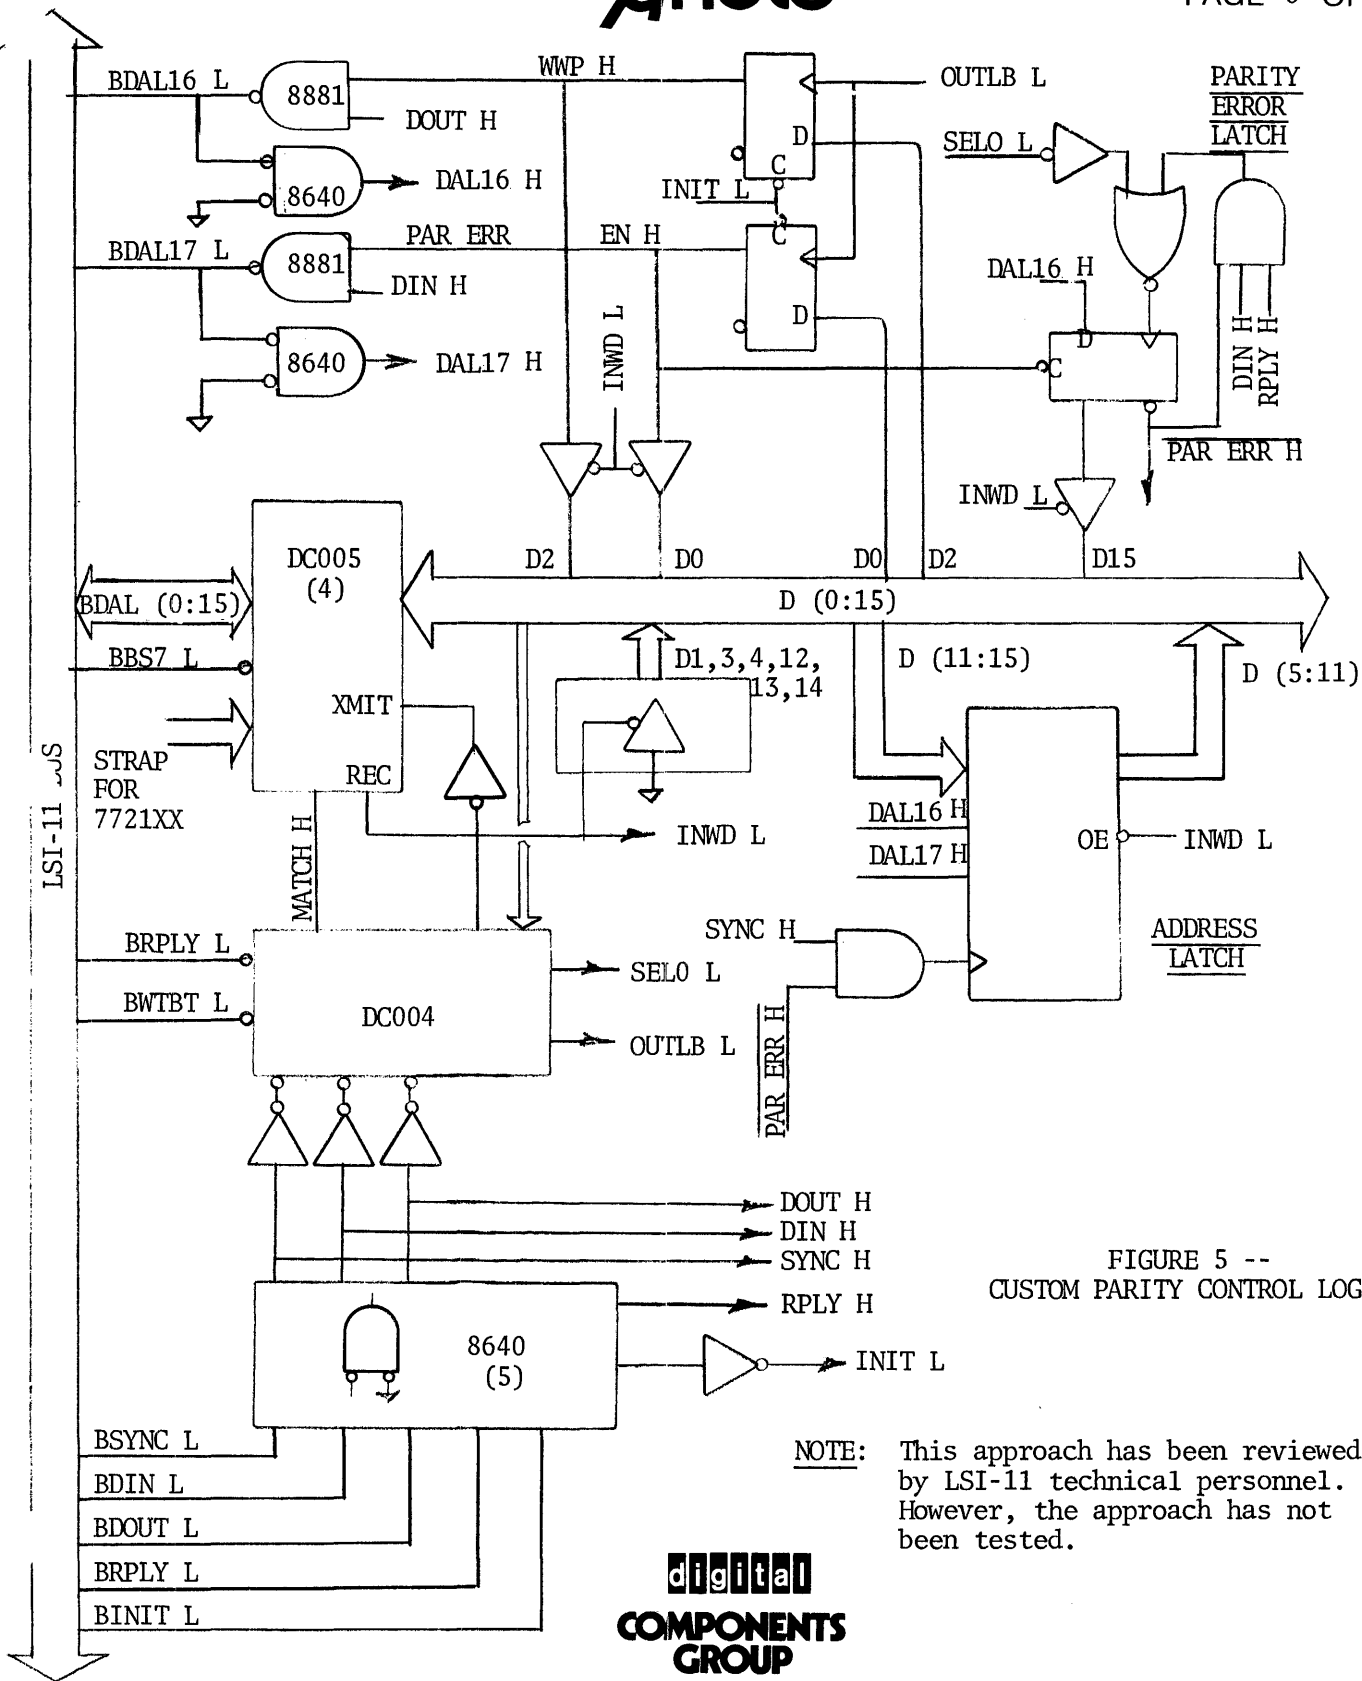 BDAL16 L
8881
WWP H
OUTLB L
PARITY
ERROR
LATCH
DOUT H
D
SELO L
C
8640
DAL16 H
INIT L
BDAL17 L
8881
PAR ERR
EN H
C
DIN H
DAL16 H
D
8640
DAL17 H
INWD L
D
C
DIN H
RPLY H
PAR ERR H
INWD L
DC005
(4)
D2
D0
D0
D2
D15
BDAL (0:15)
D (0:15)
BBS7 L
D1,3,4,12,
13,14
D (11:15)
D (5:11)
XMIT
STRAP
FOR
7721XX
REC
LSI-11
MATCH H
INWD L
DAL16 H
DAL17 H
OE
INWD L
BRPLY L
SYNC H
ADDRESS
LATCH
SELO L
BWTBT L
DC004
OUTLB L
PAR ERR H
DOUT H
DIN H
SYNC H
RPLY H
8640
(5)
INIT L
FIGURE 5 --
CUSTOM PARITY CONTROL LOG
BSYNC L
BDIN L
BDOUT L
BRPLY L
BINIT L
NOTE: This approach has been reviewed
by LSI-11 technical personnel.
However, the approach has not
been tested.
digital
COMPONENTS
GROUP